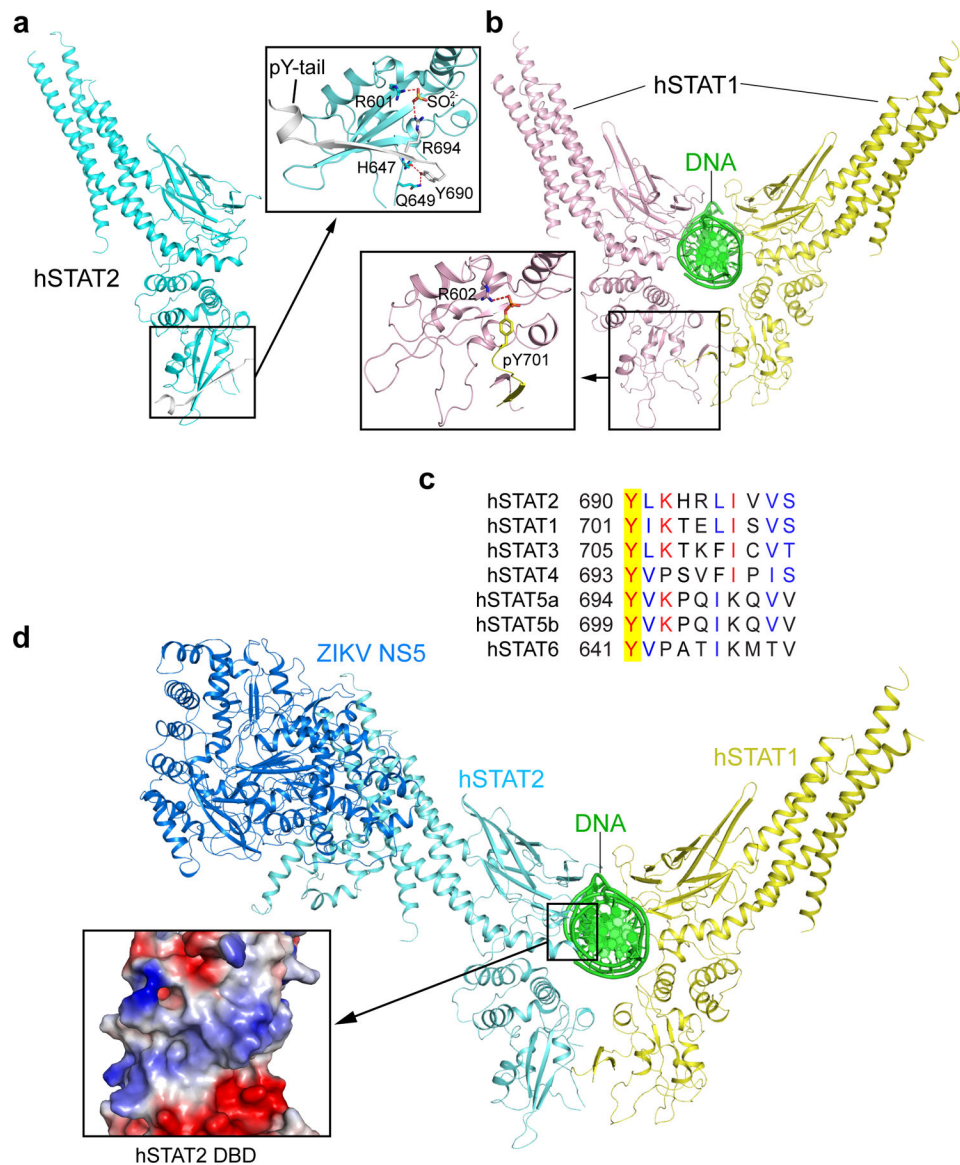 a
b
pY-tail
R601
SO₄²⁻
R694
H647
Y690
Q649
hSTAT2
hSTAT1
DNA
R602
pY701
c
hSTAT2 690 Y L K H R L I V V S
hSTAT1 701 Y I K T E L I S V S
hSTAT3 705 Y L K T K F I C V T
hSTAT4 693 Y V P S V F I P I S
hSTAT5a 694 Y V K P Q I K Q V V
hSTAT5b 699 Y V K P Q I K Q V V
hSTAT6 641 Y V P A T I K M T V
d
ZIKV NS5
hSTAT2
hSTAT1
DNA
hSTAT2 DBD